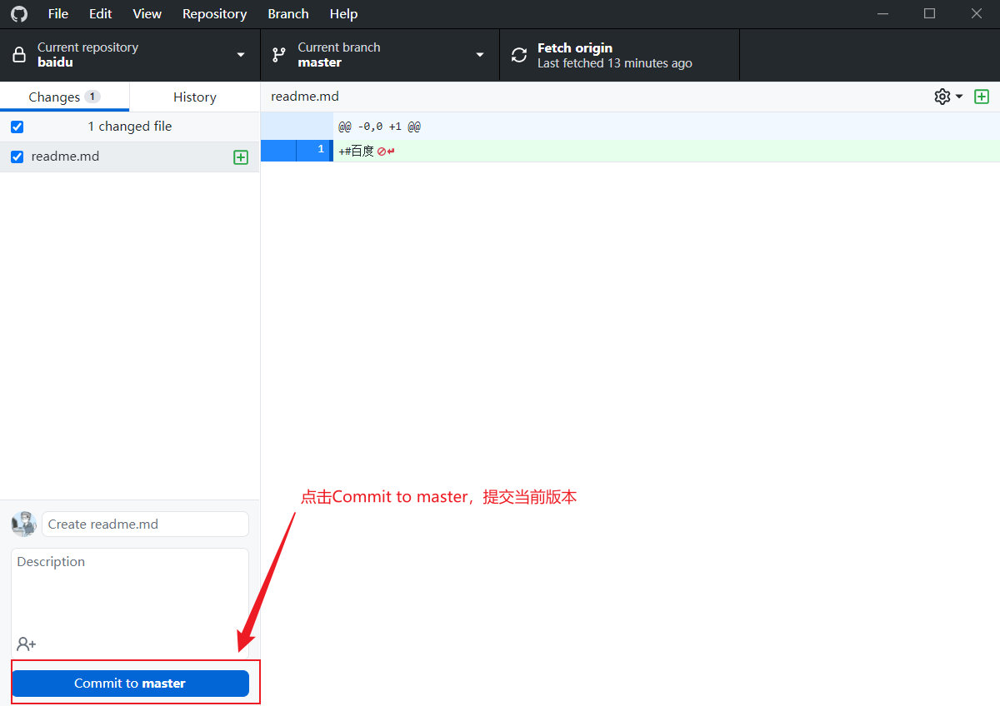 File Edit View Repository Branch Help
Current repository
baidu
Current branch
master
Fetch origin
Last fetched 13 minutes ago
Changes 1
History
readme.md
1 changed file
@@ -0,0 +1 @@
readme.md
1 +#百度
点击Commit to master，提交当前版本
Create readme.md
Description
Commit to master